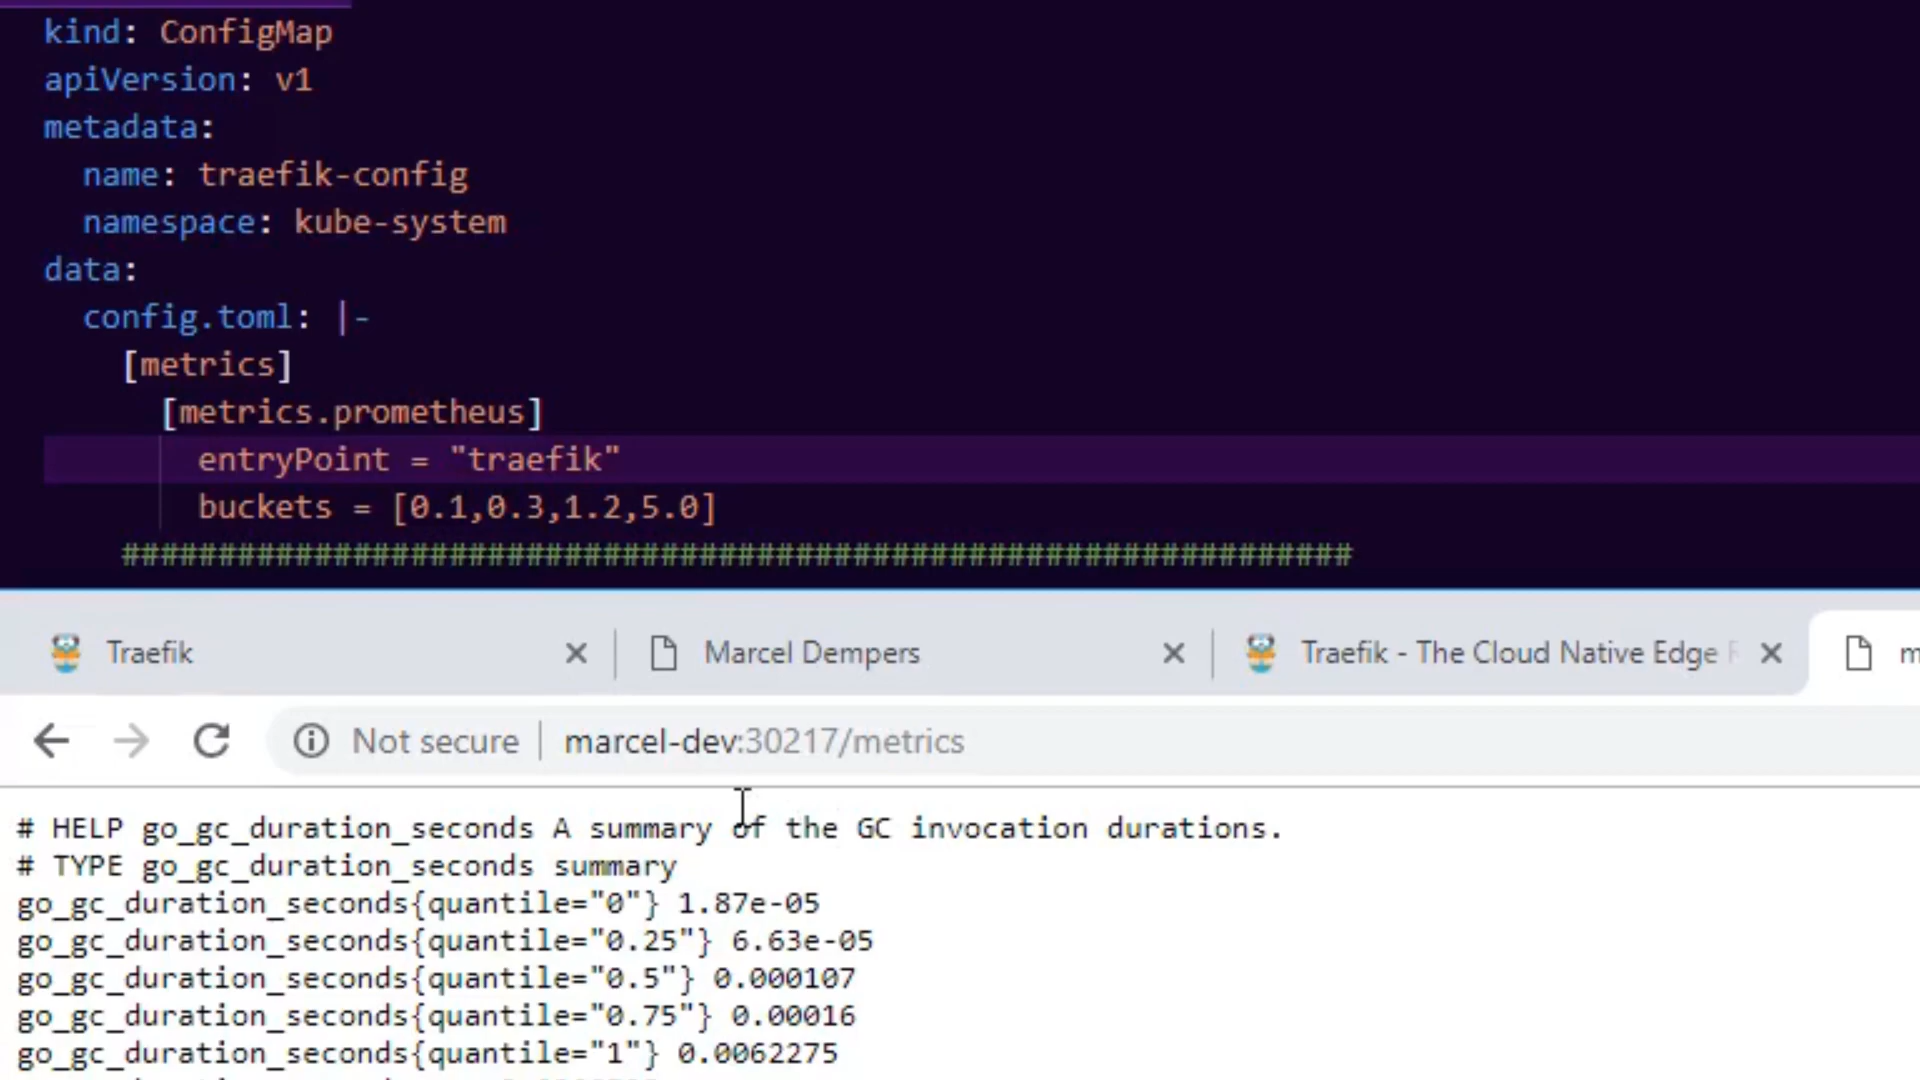 kind: ConfigMap
apiVersion: v1
metadata:
  name: traefik-config
  namespace: kube-system
data:
  config.toml: |-
    [metrics]
      [metrics.prometheus]
        entryPoint = "traefik"
        buckets = [0.1,0.3,1.2,5.0]
    ################################################################
Traefik
Marcel Dempers
Traefik - The Cloud Native Edge R
m
Not secure | marcel-dev:30217/metrics
# HELP go_gc_duration_seconds A summary of the GC invocation durations.
# TYPE go_gc_duration_seconds summary
go_gc_duration_seconds{quantile="0"} 1.87e-05
go_gc_duration_seconds{quantile="0.25"} 6.63e-05
go_gc_duration_seconds{quantile="0.5"} 0.000107
go_gc_duration_seconds{quantile="0.75"} 0.00016
go_gc_duration_seconds{quantile="1"} 0.0062275